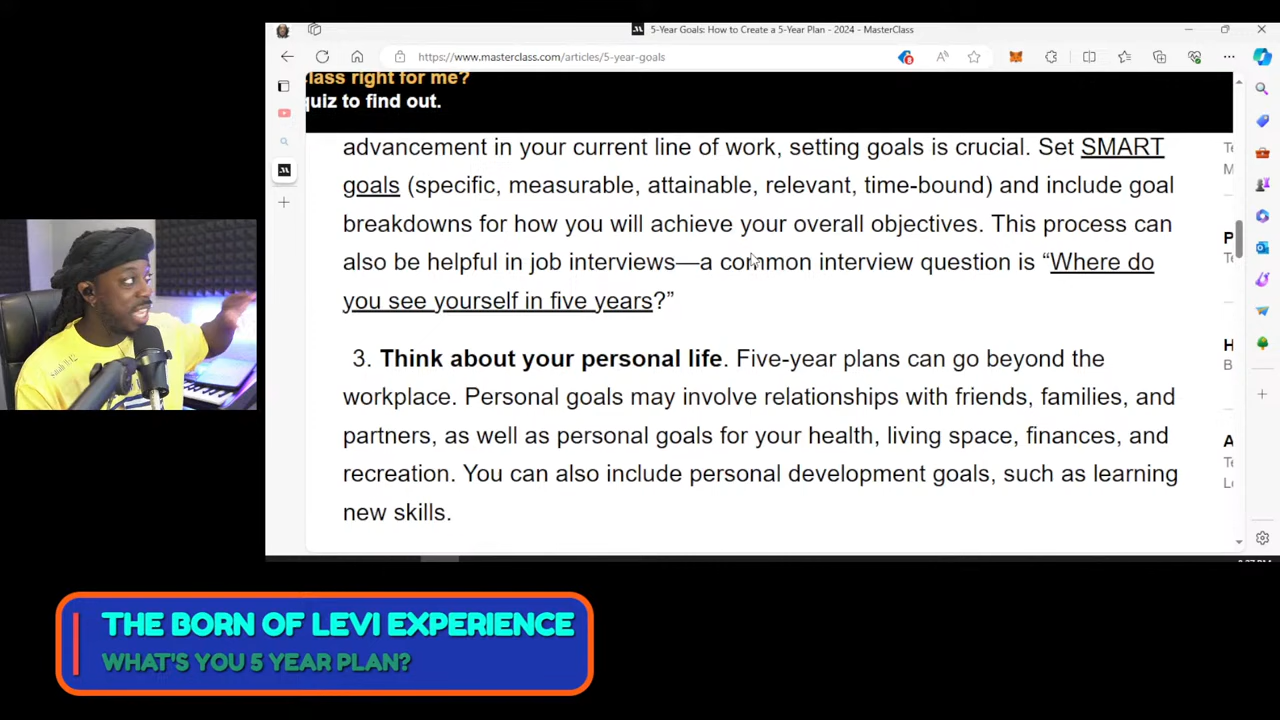 5-Year Goals: How to Create a 5-Year Plan - 2024 - MasterClass
https://www.masterclass.com/articles/5-year-goals
class right for me?
quiz to find out.
advancement in your current line of work, setting goals is crucial. Set SMART
goals (specific, measurable, attainable, relevant, time-bound) and include goal
breakdowns for how you will achieve your overall objectives. This process can
also be helpful in job interviews—a common interview question is “Where do
you see yourself in five years?”
3. Think about your personal life. Five-year plans can go beyond the
workplace. Personal goals may involve relationships with friends, families, and
partners, as well as personal goals for your health, living space, finances, and
recreation. You can also include personal development goals, such as learning
new skills.
THE BORN OF LEVI EXPERIENCE
WHAT'S YOU 5 YEAR PLAN?